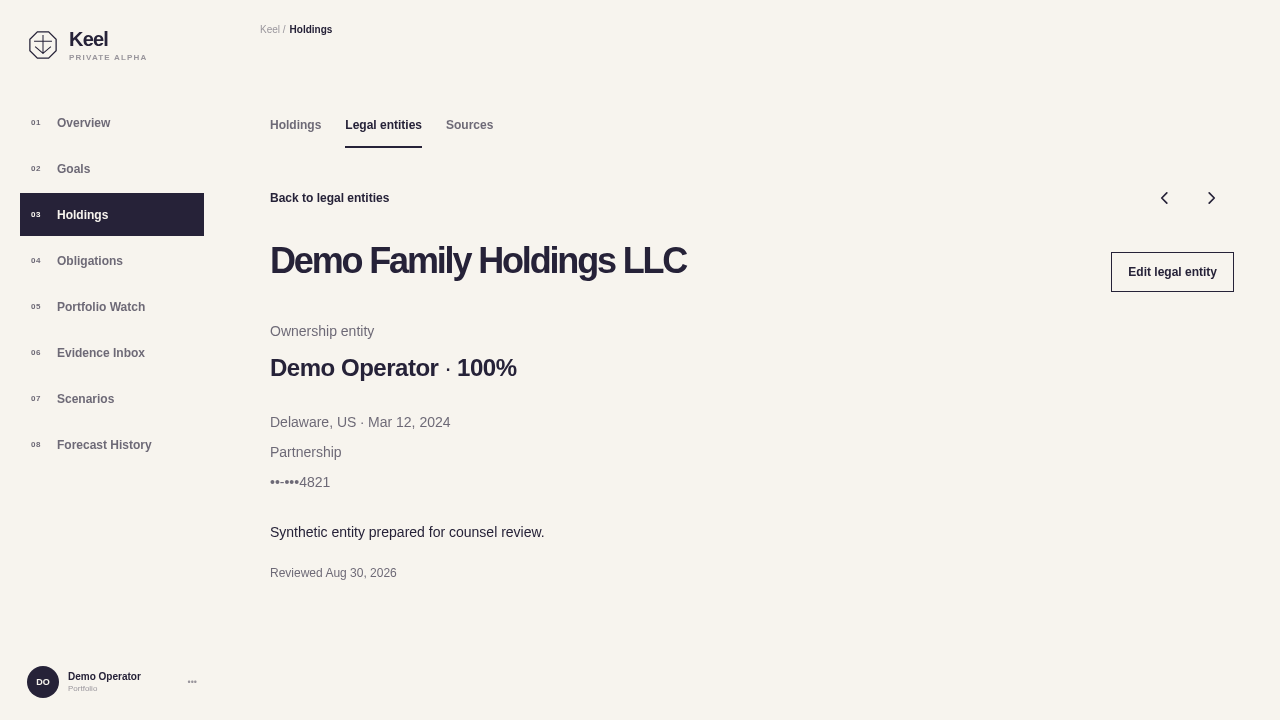 Keel
PRIVATE ALPHA
01 Overview
02 Goals
03 Holdings
04 Obligations
05 Portfolio Watch
06 Evidence Inbox
07 Scenarios
08 Forecast History
DO
Demo Operator
Portfolio
•••
Keel / Holdings
Holdings Legal entities Sources
Back to legal entities
Demo Family Holdings LLC
Edit legal entity
Ownership entity
Demo Operator · 100%
Delaware, US · Mar 12, 2024
Partnership
••-•••4821
Synthetic entity prepared for counsel review.
Reviewed Aug 30, 2026